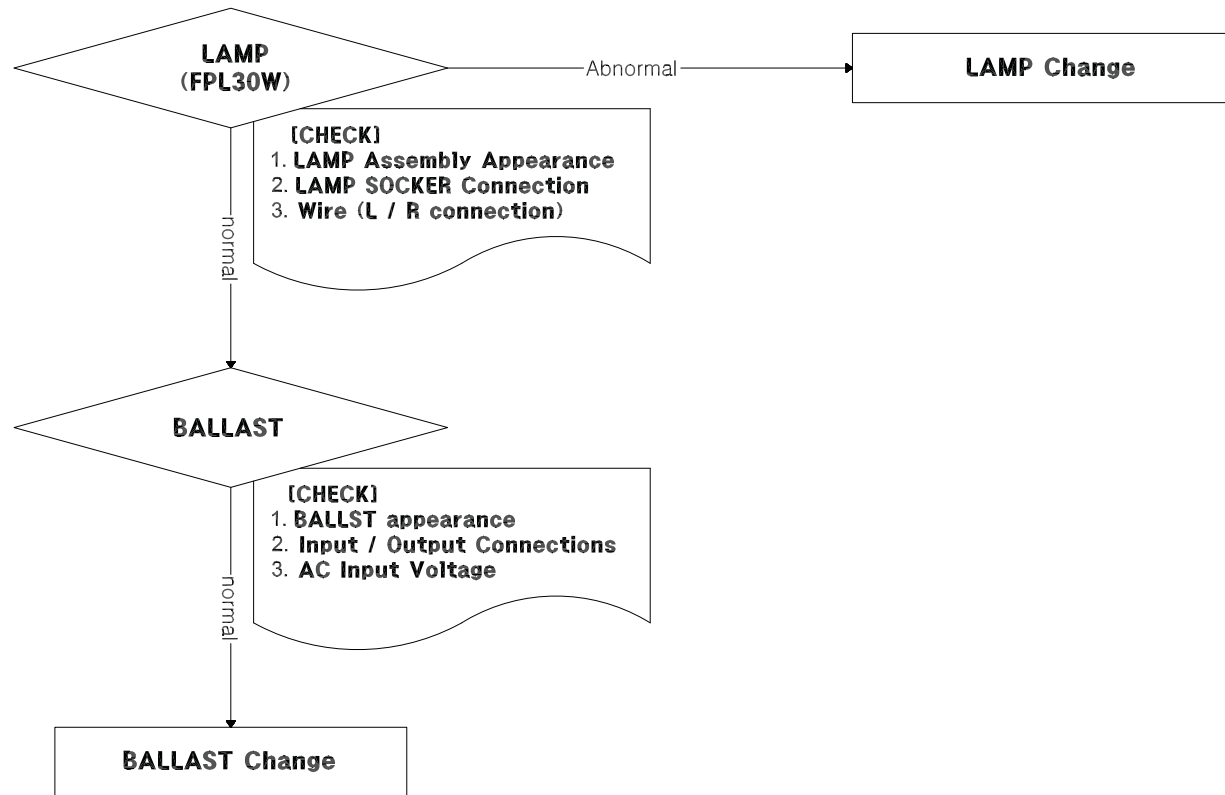 LAMP
(FPL30W)
Abnormal
LAMP Change
[CHECK]
1. LAMP Assembly Appearance
2. LAMP SOCKER Connection
3. Wire (L / R connection)
normal
BALLAST
[CHECK]
1. BALLST appearance
2. Input / Output Connections
3. AC Input Voltage
normal
BALLAST Change